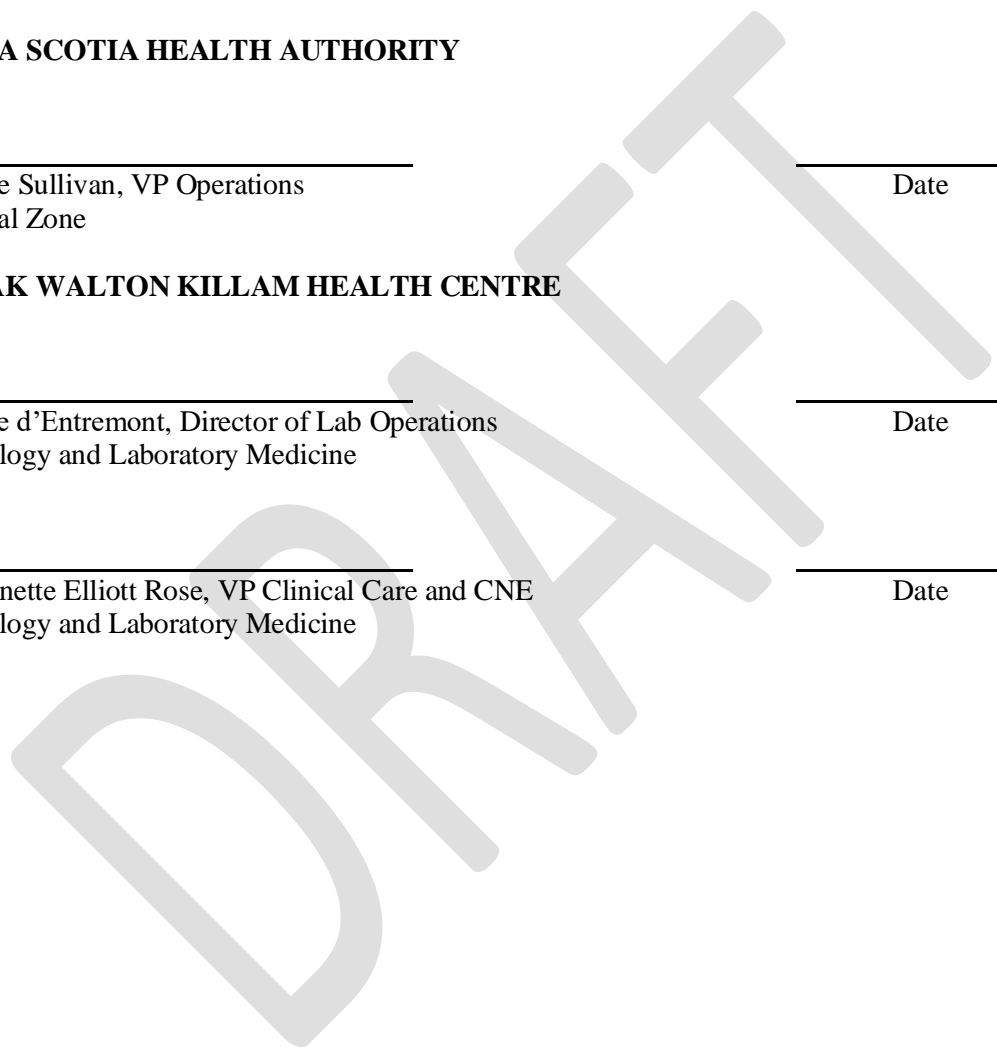 A SCOTIA HEALTH AUTHORITY
e Sullivan, VP Operations Date
al Zone
AK WALTON KILLAM HEALTH CENTRE
e d’Entremont, Director of Lab Operations Date
logy and Laboratory Medicine
nette Elliott Rose, VP Clinical Care and CNE Date
logy and Laboratory Medicine
DRAFT